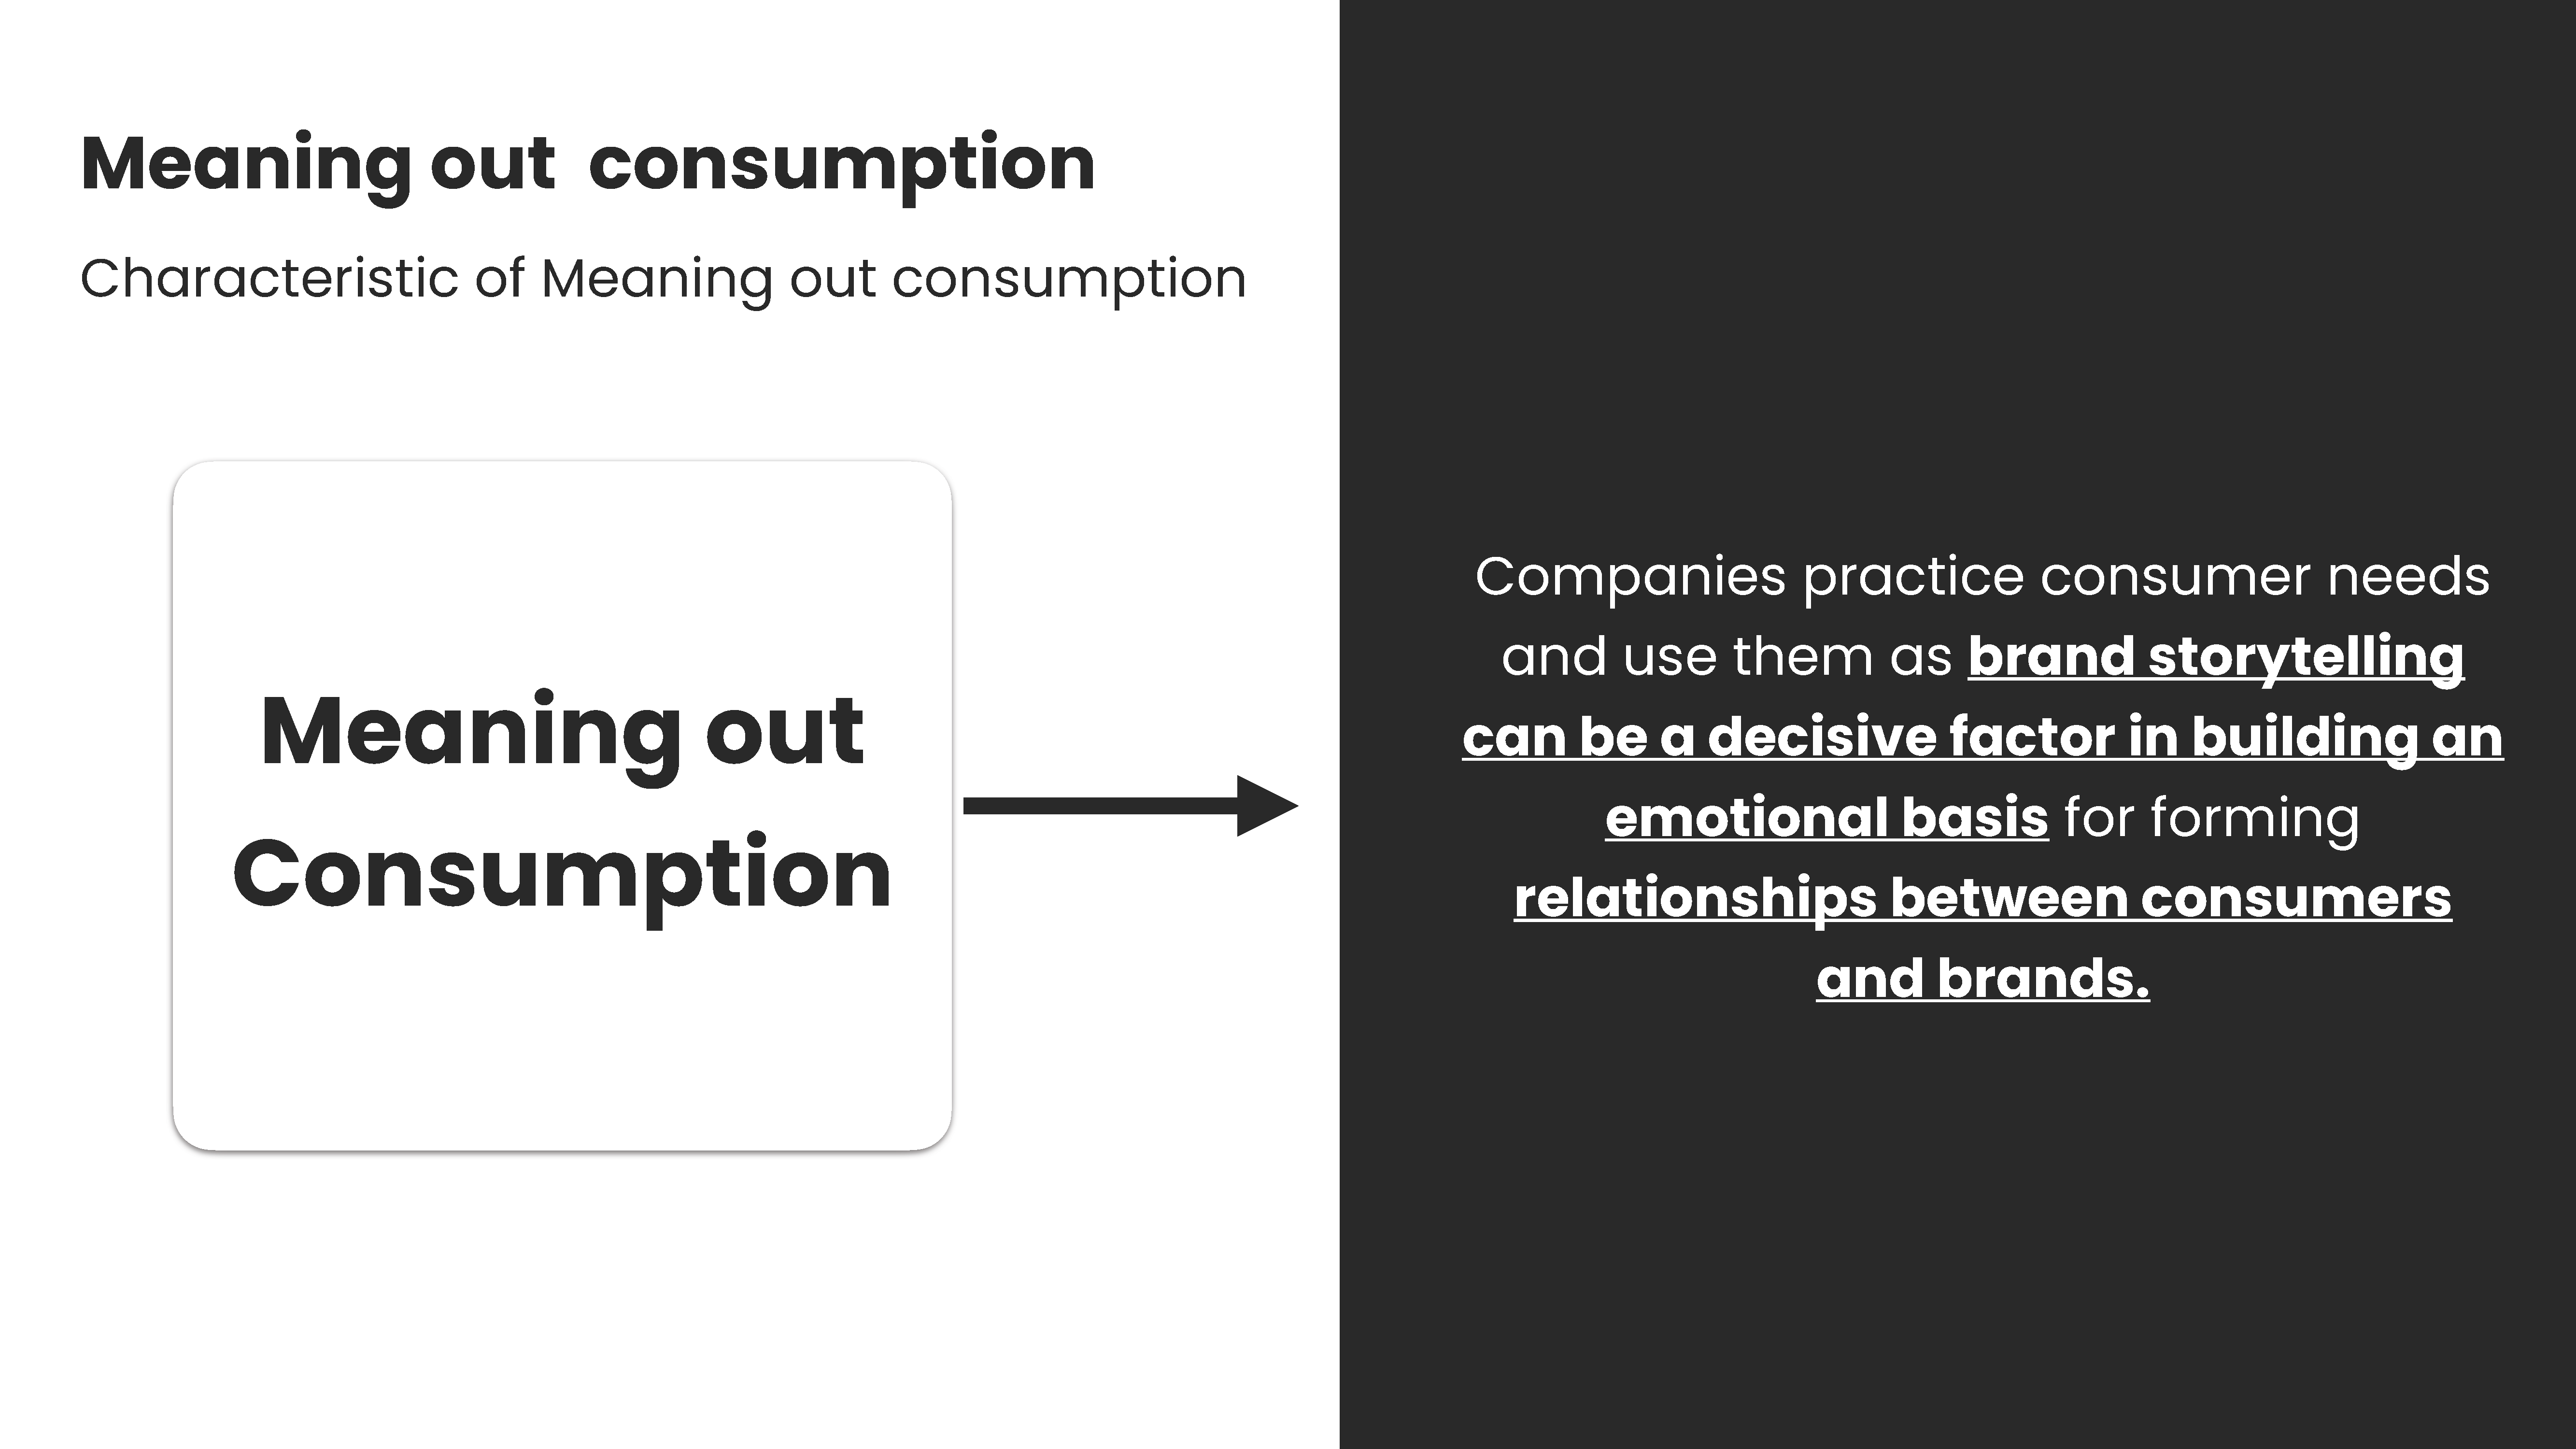 Meaning out  consumption
Characteristic of Meaning out consumption
Meaning out
Consumption
Companies practice consumer needs
and use them as brand storytelling
can be a decisive factor in building an
emotional basis for forming
relationships between consumers
and brands.